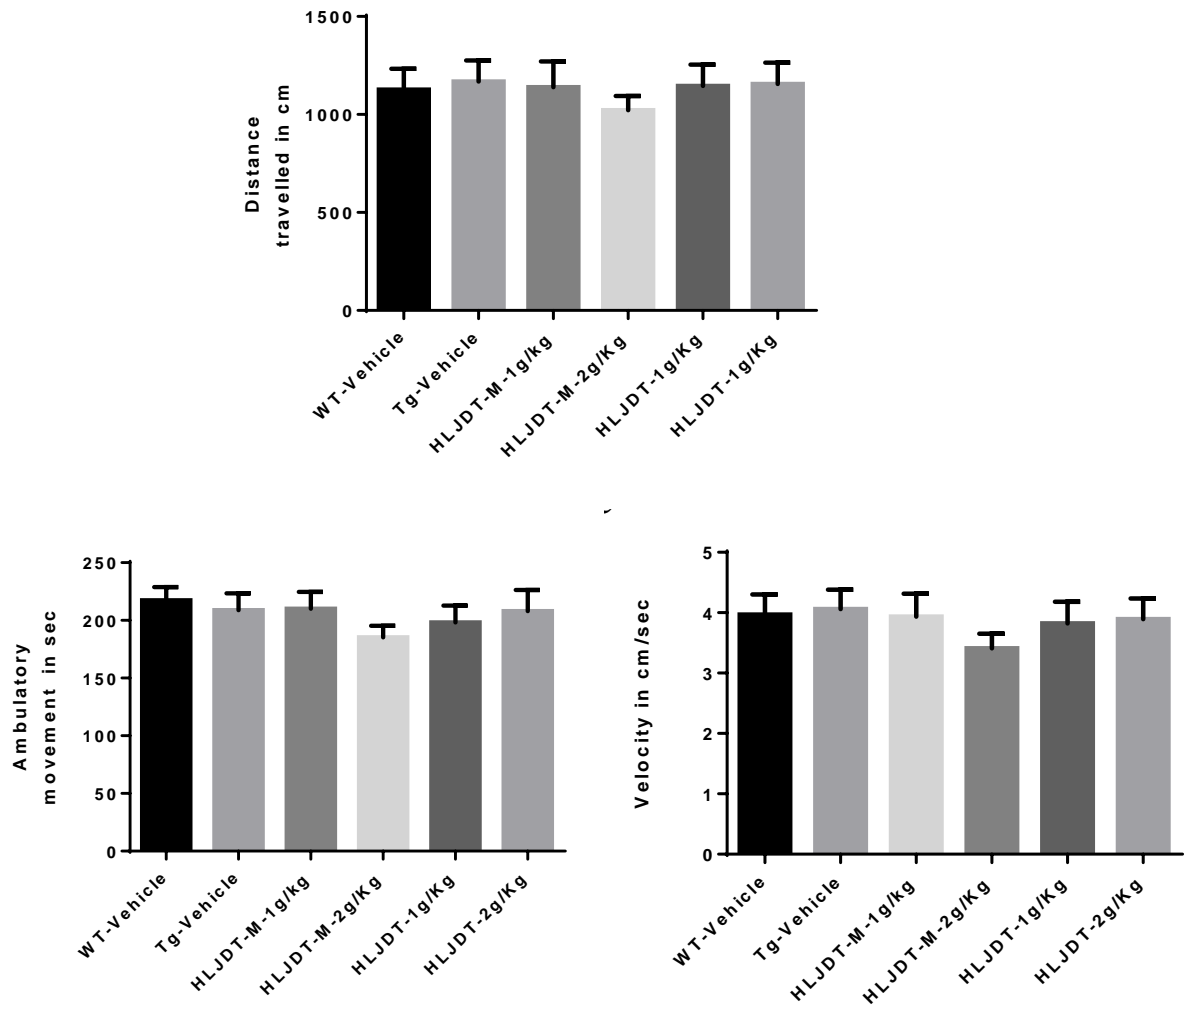 1500
1000
500
0
Distance
travelled in cm
WT-Vehicle
Tg-Vehicle
HLJDT-M-1g/kg
HLJDT-M-2g/Kg
HLJDT-1g/Kg
HLJDT-1g/Kg
250
200
150
100
50
0
Ambulatory
movement in sec
WT-Vehicle
Tg-Vehicle
HLJDT-M-1g/kg
HLJDT-M-2g/Kg
HLJDT-1g/Kg
HLJDT-2g/Kg
5
4
3
2
1
0
Velocity in cm/sec
WT-Vehicle
Tg-Vehicle
HLJDT-M-1g/kg
HLJDT-M-2g/Kg
HLJDT-1g/Kg
HLJDT-2g/Kg